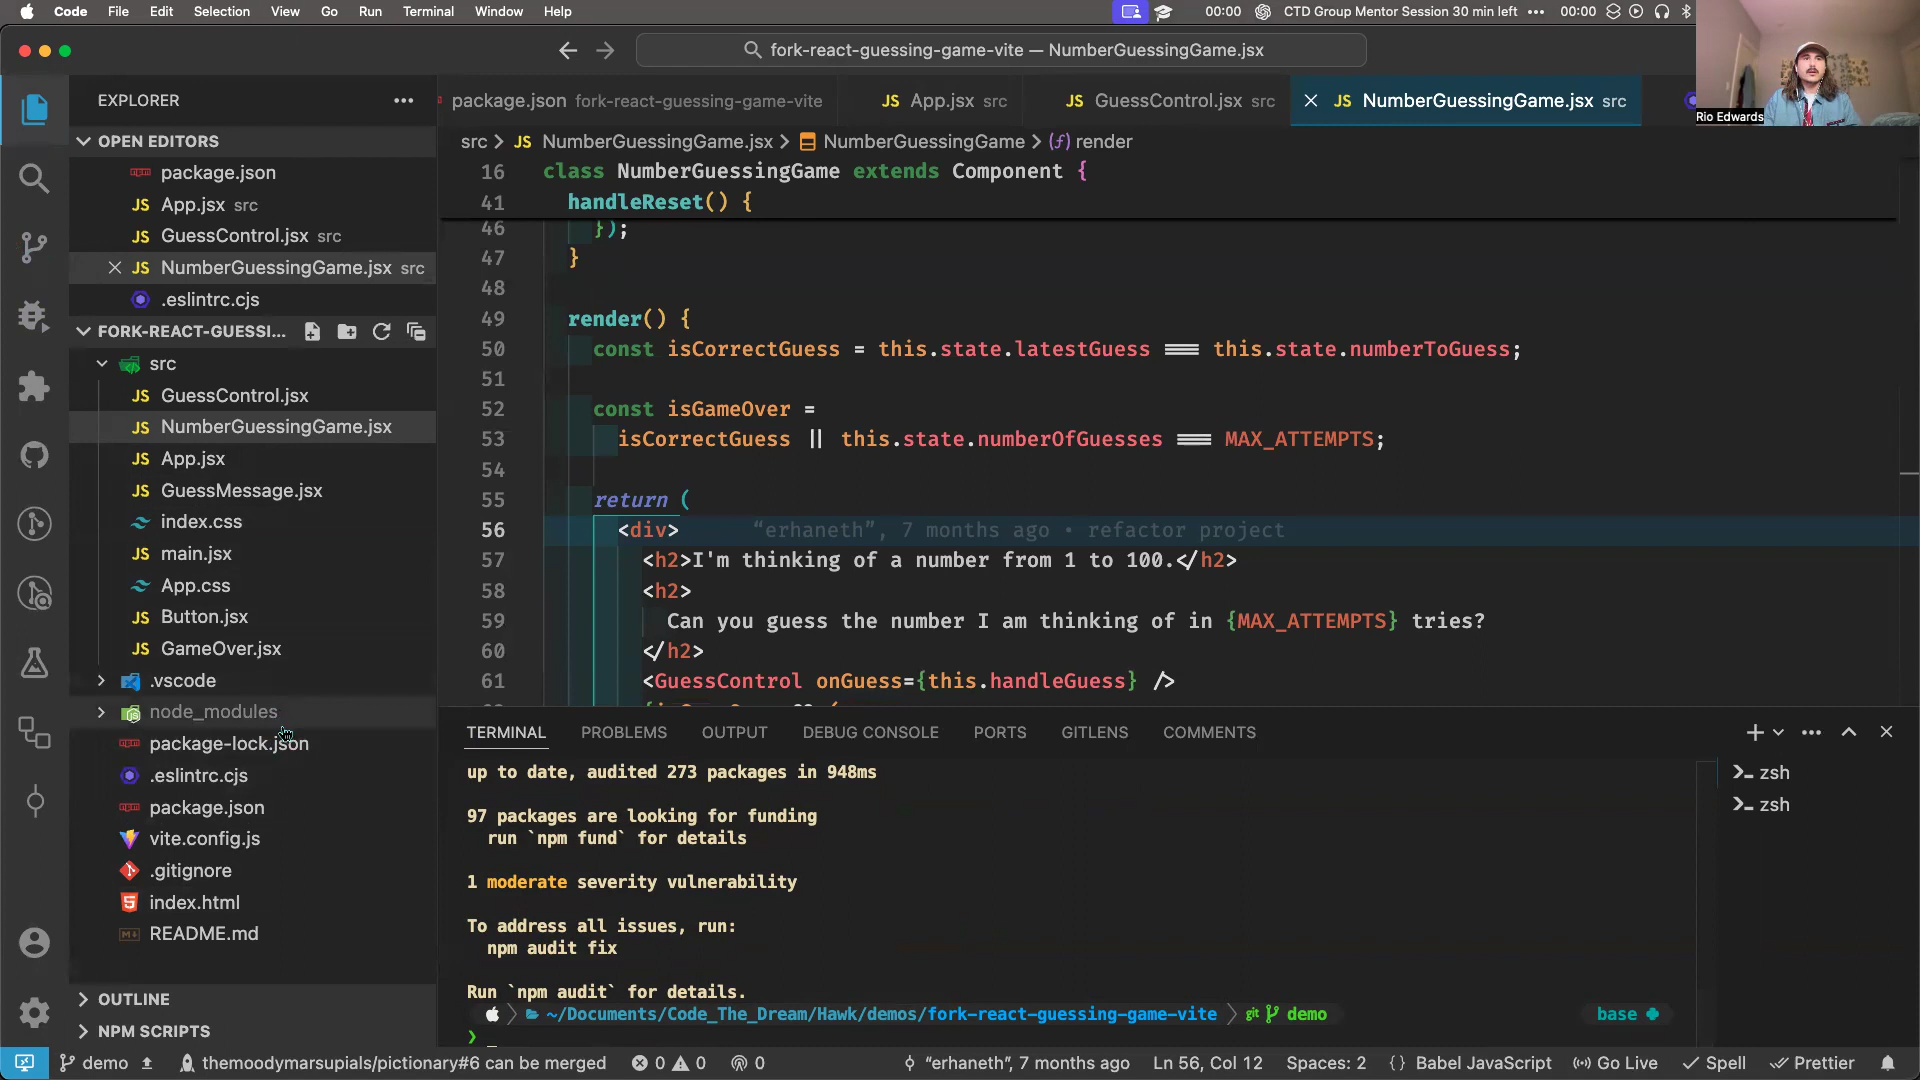 Code File Edit Selection View Go Run Terminal Window Help 00:00 CTD Group Mentor Session 30 min left 00:00
fork-react-guessing-game-vite — NumberGuessingGame.jsx
Rio Edwards
EXPLORER
OPEN EDITORS
package.json
JS App.jsx src
JS GuessControl.jsx src
JS NumberGuessingGame.jsx src
.eslintrc.cjs
FORK-REACT-GUESSI...
src
JS GuessControl.jsx
JS NumberGuessingGame.jsx
JS App.jsx
JS GuessMessage.jsx
index.css
JS main.jsx
App.css
JS Button.jsx
JS GameOver.jsx
.vscode
node_modules
package-lock.json
.eslintrc.cjs
package.json
vite.config.js
.gitignore
index.html
README.md
OUTLINE
NPM SCRIPTS
package.json fork-react-guessing-game-vite JS App.jsx src JS GuessControl.jsx src JS NumberGuessingGame.jsx src
src > JS NumberGuessingGame.jsx > NumberGuessingGame > render
16 class NumberGuessingGame extends Component {
41 handleReset() {
46 });
47 }
48
49 render() {
50 const isCorrectGuess = this.state.latestGuess === this.state.numberToGuess;
51
52 const isGameOver =
53 isCorrectGuess || this.state.numberOfGuesses === MAX_ATTEMPTS;
54
55 return (
56 <div> “erhaneth”, 7 months ago • refactor project
57 <h2>I'm thinking of a number from 1 to 100.</h2>
58 <h2>
59 Can you guess the number I am thinking of in {MAX_ATTEMPTS} tries?
60 </h2>
61 <GuessControl onGuess={this.handleGuess} />
TERMINAL PROBLEMS OUTPUT DEBUG CONSOLE PORTS GITLENS COMMENTS
up to date, audited 273 packages in 948ms
97 packages are looking for funding
run `npm fund` for details
1 moderate severity vulnerability
To address all issues, run:
npm audit fix
Run `npm audit` for details.
~/Documents/Code_The_Dream/Hawk/demos/fork-react-guessing-game-vite git demo base
zsh
zsh
demo themoodymarsupials/pictionary#6 can be merged 0 0 0 “erhaneth”, 7 months ago Ln 56, Col 12 Spaces: 2 {} Babel JavaScript Go Live Spell Prettier